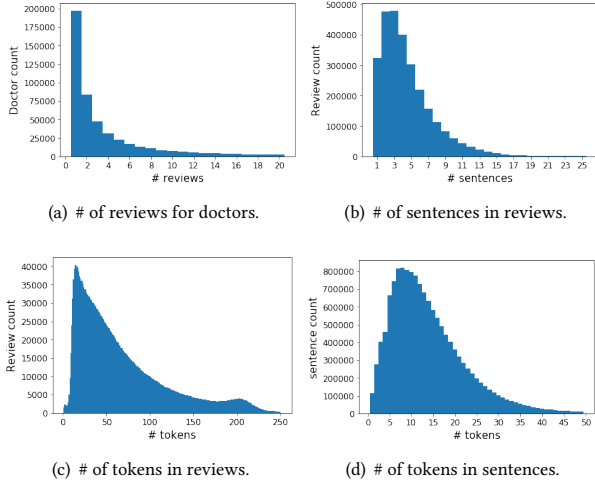 200000
175000
150000
125000
100000
75000
50000
25000
0
Doctor count
0 2 4 6 8 10 12 14 16 18 20
# reviews
(a) # of reviews for doctors.
500000
400000
300000
200000
100000
0
Review count
1 3 5 7 9 11 13 15 17 19 21 23 25
# sentences
(b) # of sentences in reviews.
40000
35000
30000
25000
20000
15000
10000
5000
0
Review count
0 50 100 150 200 250
# tokens
(c) # of tokens in reviews.
800000
700000
600000
500000
400000
300000
200000
100000
0
sentence count
0 5 10 15 20 25 30 35 40 45 50
# tokens
(d) # of tokens in sentences.